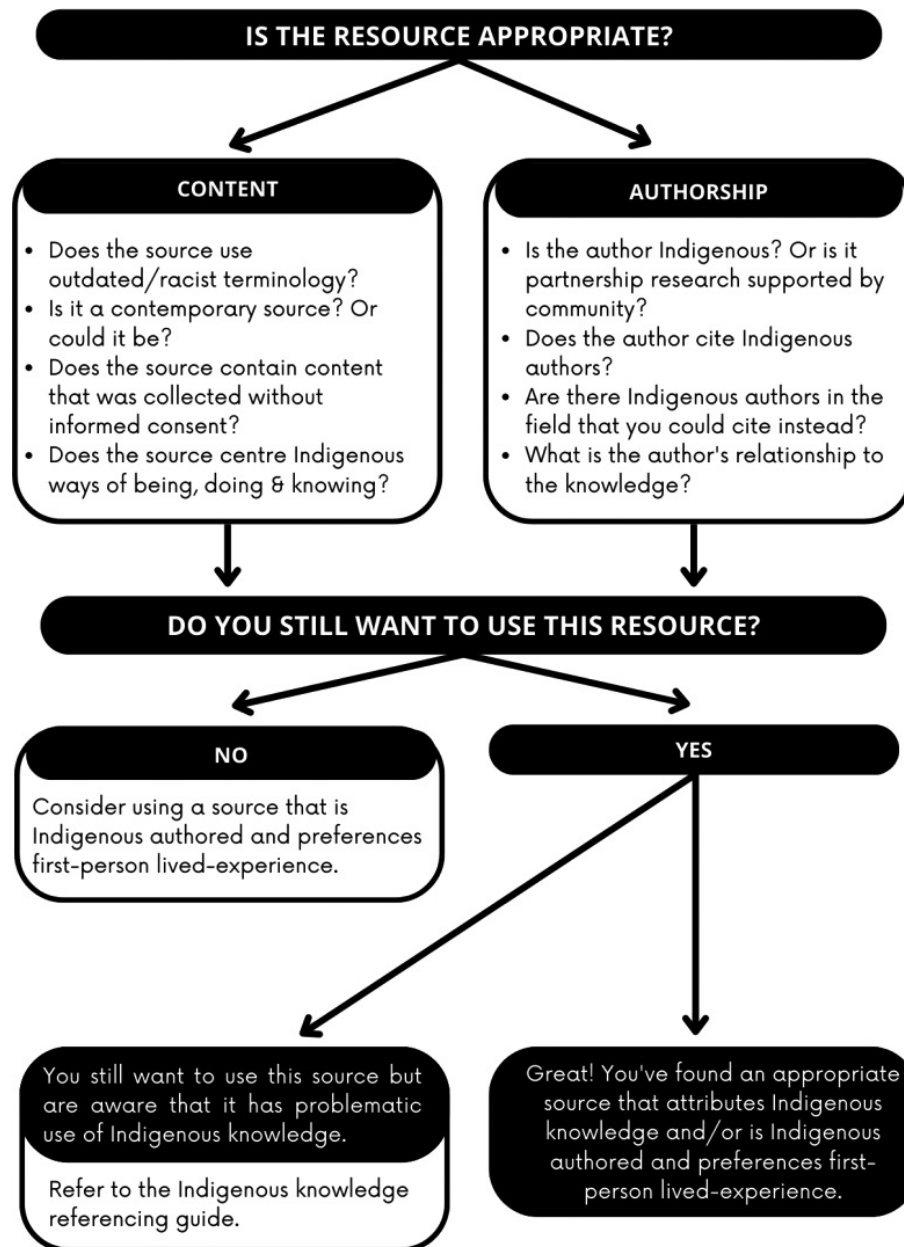 IS THE RESOURCE APPROPRIATE?
CONTENT
• Does the source use
outdated/racist terminology?
• Is it a contemporary source? Or
could it be?
• Does the source contain content
that was collected without
informed consent?
• Does the source centre Indigenous
ways of being, doing & knowing?
AUTHORSHIP
• Is the author Indigenous? Or is it
partnership research supported by
community?
• Does the author cite Indigenous
authors?
• Are there Indigenous authors in the
field that you could cite instead?
• What is the author's relationship to
the knowledge?
DO YOU STILL WANT TO USE THIS RESOURCE?
NO
Consider using a source that is
Indigenous authored and preferences
first-person lived-experience.
YES
You still want to use this source but
are aware that it has problematic
use of Indigenous knowledge.
Refer to the Indigenous knowledge
referencing guide.
Great! You've found an appropriate
source that attributes Indigenous
knowledge and/or is Indigenous
authored and preferences first-
person lived-experience.